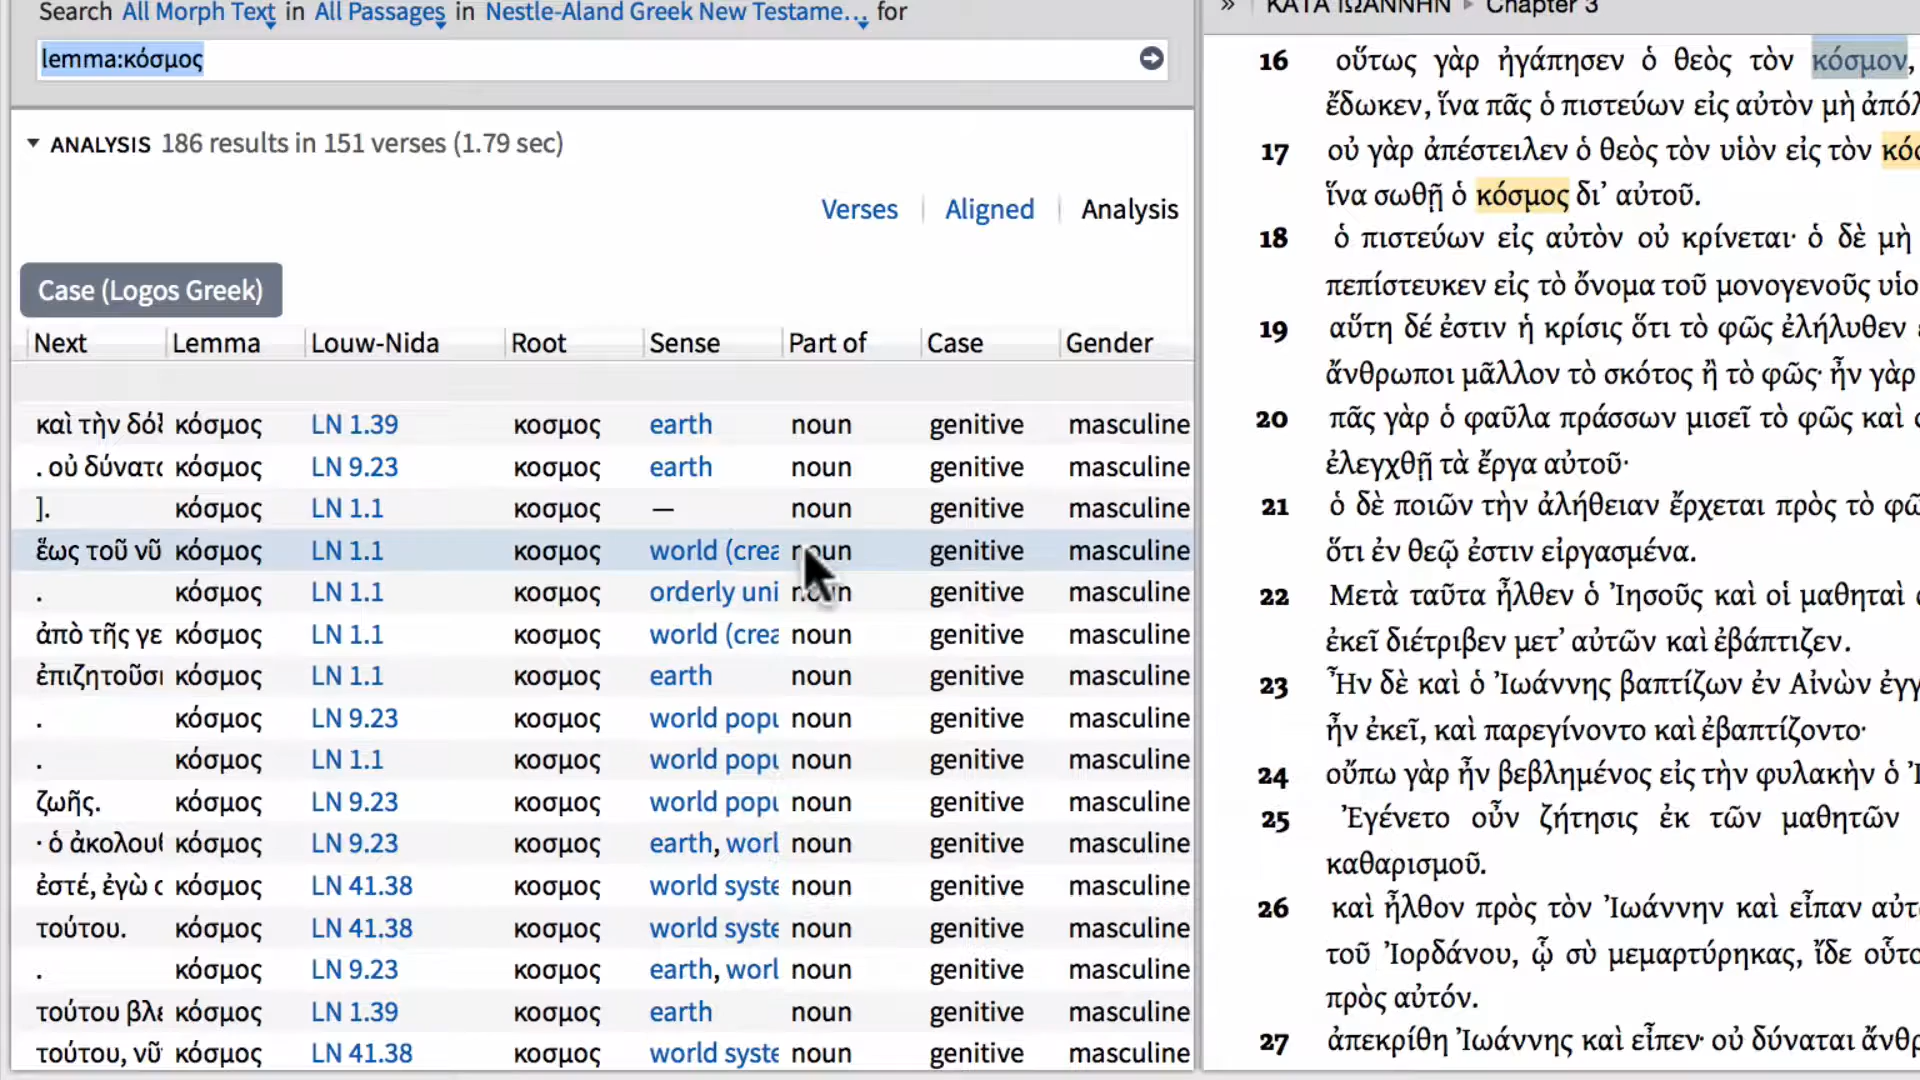 Search All Morph Text in All Passages in Nestle-Aland Greek New Testame... for
lemma:κόσμος
ANALYSIS 186 results in 151 verses (1.79 sec)
Verses Aligned Analysis
Case (Logos Greek)
Next Lemma Louw-Nida Root Sense Part of Case Gender
καὶ τὴν κόσμος LN 1.39 κοσμος earth noun genitive masculine
. οὐ κόσμος LN 9.23 κοσμος earth noun genitive masculine
]. κόσμος LN 1.1 κοσμος — noun genitive masculine
ἕως τοῦ νῦ κόσμος LN 1.1 κοσμος world (crea noun genitive masculine
. κόσμος LN 1.1 κοσμος orderly uni noun genitive masculine
ἀπὸ τῆς γε κόσμος LN 1.1 κοσμος world (crea noun genitive masculine
ἐπιζητοῦσι κόσμος LN 1.1 κοσμος earth noun genitive masculine
. κόσμος LN 9.23 κοσμος world popu noun genitive masculine
. κόσμος LN 1.1 κοσμος world popu noun genitive masculine
ζωῆς. κόσμος LN 9.23 κοσμος world popu noun genitive masculine
· ὁ κόσμος LN 9.23 κοσμος earth, worl noun genitive masculine
ἐστέ, ἐγὼ κόσμος LN 41.38 κοσμος world syste noun genitive masculine
τούτου. κόσμος LN 41.38 κοσμος world syste noun genitive masculine
. κόσμος LN 9.23 κοσμος earth, worl noun genitive masculine
τούτου κόσμος LN 1.39 κοσμος earth noun genitive masculine
τούτου, νῦ κόσμος LN 41.38 κοσμος world syste noun genitive masculine
» ΚΑΤΑ ΙΩΑΝΝΗΝ ▸ Chapter 3
16 οὕτως γὰρ ἠγάπησεν ὁ θεὸς τὸν κόσμον,
ἔδωκεν, ἵνα πᾶς ὁ πιστεύων εἰς αὐτὸν μὴ ἀπόλ
17 οὐ γὰρ ἀπέστειλεν ὁ θεὸς τὸν υἱὸν εἰς τὸν κόσ
ἵνα σωθῇ ὁ κόσμος δι’ αὐτοῦ.
18 ὁ πιστεύων εἰς αὐτὸν οὐ κρίνεται· ὁ δὲ μὴ
πεπίστευκεν εἰς τὸ ὄνομα τοῦ μονογενοῦς υἱο
19 αὕτη δέ ἐστιν ἡ κρίσις ὅτι τὸ φῶς ἐλήλυθεν
ἄνθρωποι μᾶλλον τὸ σκότος ἢ τὸ φῶς· ἦν γὰρ
20 πᾶς γὰρ ὁ φαῦλα πράσσων μισεῖ τὸ φῶς καὶ
ἐλεγχθῇ τὰ ἔργα αὐτοῦ·
21 ὁ δὲ ποιῶν τὴν ἀλήθειαν ἔρχεται πρὸς τὸ φῶ
ὅτι ἐν θεῷ ἐστιν εἰργασμένα.
22 Μετὰ ταῦτα ἦλθεν ὁ Ἰησοῦς καὶ οἱ μαθηταὶ
ἐκεῖ διέτριβεν μετ’ αὐτῶν καὶ ἐβάπτιζεν.
23 Ἦν δὲ καὶ ὁ Ἰωάννης βαπτίζων ἐν Αἰνὼν ἐγγ
ἦν ἐκεῖ, καὶ παρεγίνοντο καὶ ἐβαπτίζοντο·
24 οὔπω γὰρ ἦν βεβλημένος εἰς τὴν φυλακὴν ὁ Ἰ
25 Ἐγένετο οὖν ζήτησις ἐκ τῶν μαθητῶν
καθαρισμοῦ.
26 καὶ ἦλθον πρὸς τὸν Ἰωάννην καὶ εἶπαν αὐτ
τοῦ Ἰορδάνου, ᾧ σὺ μεμαρτύρηκας, ἴδε οὗτο
πρὸς αὐτόν.
27 ἀπεκρίθη Ἰωάννης καὶ εἶπεν· οὐ δύναται ἄνθρ